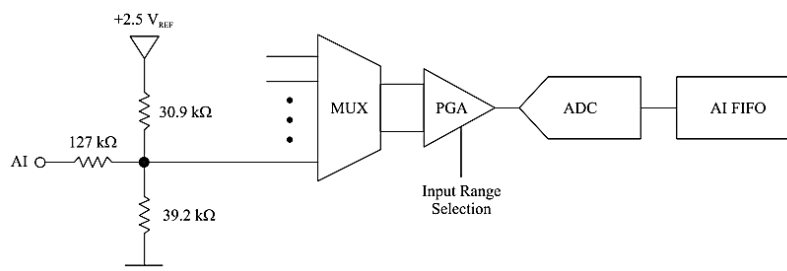 +2.5 V_REF
30.9 kΩ
127 kΩ
AI
39.2 kΩ
MUX
PGA
ADC
AI FIFO
Input Range
Selection